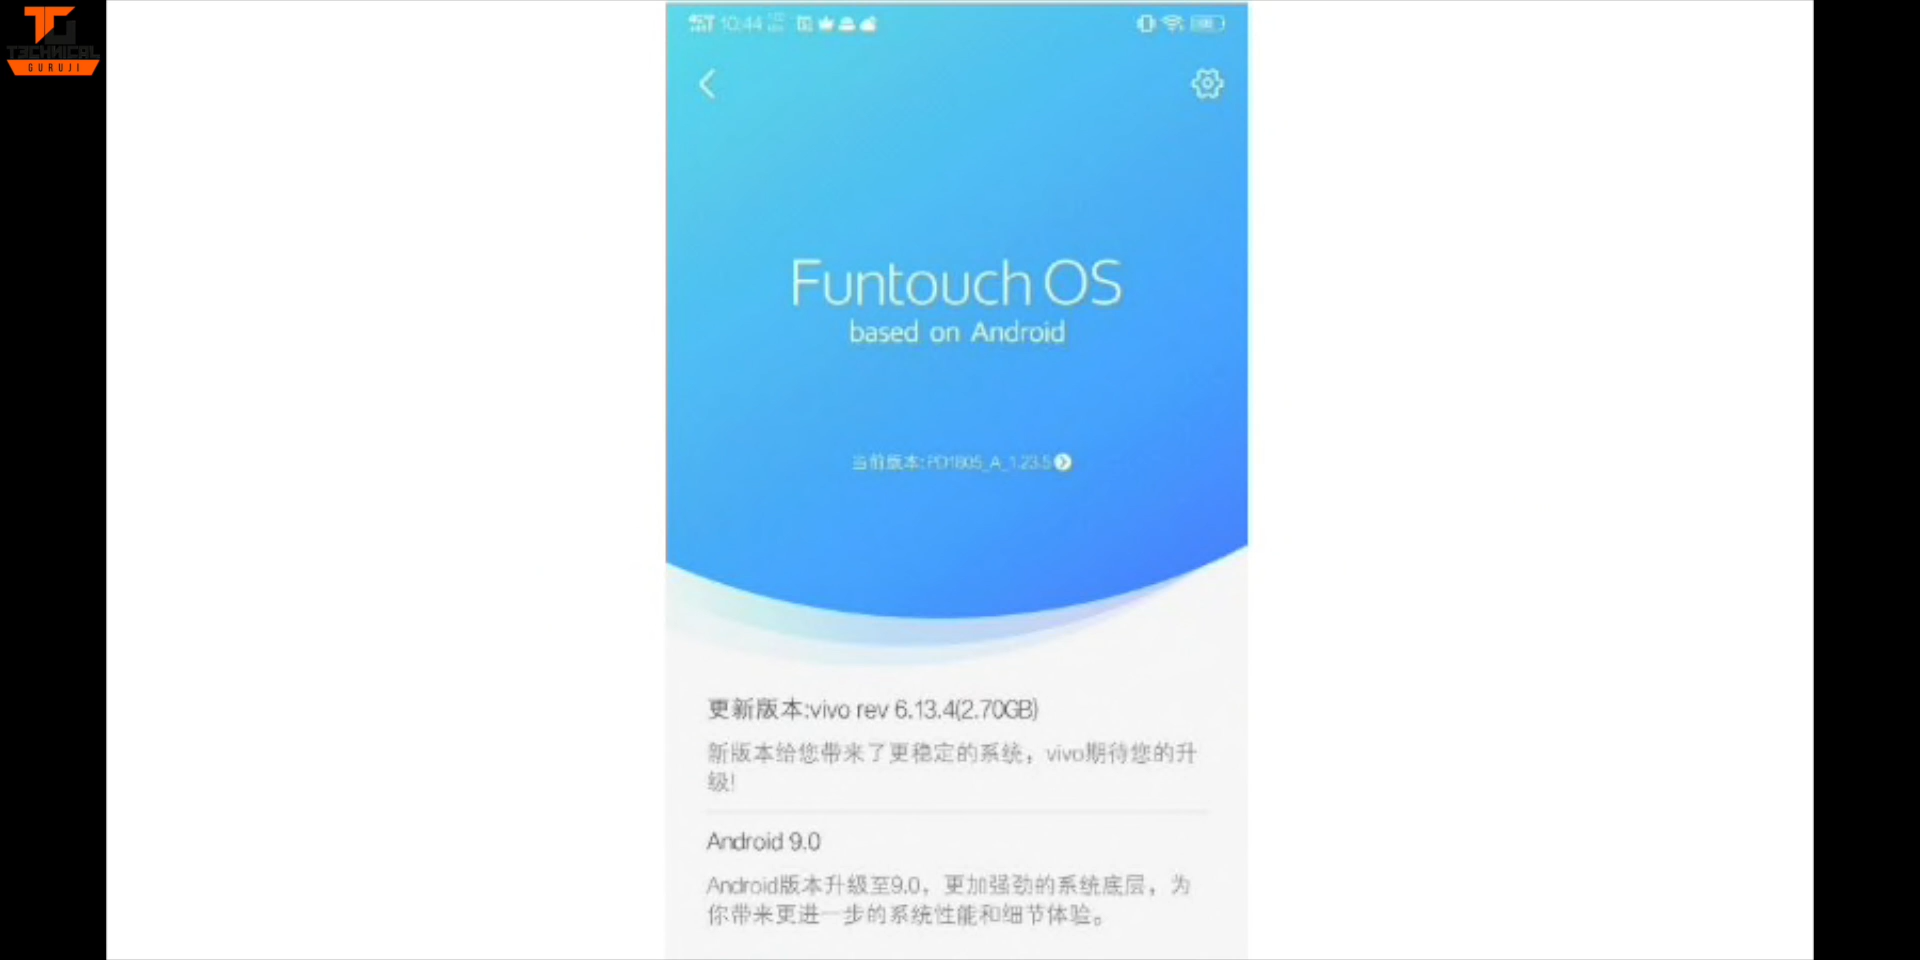 TECHNICAL
GURUJI
10:44
Funtouch OS
based on Android
当前版本: PD1805_A_1.23.5
更新版本:vivo rev 6.13.4(2.70GB)
新版本给您带来了更稳定的系统，vivo期待您的升
级!
Android 9.0
Android版本升级至9.0，更加强劲的系统底层，为
你带来更进一步的系统性能和细节体验。